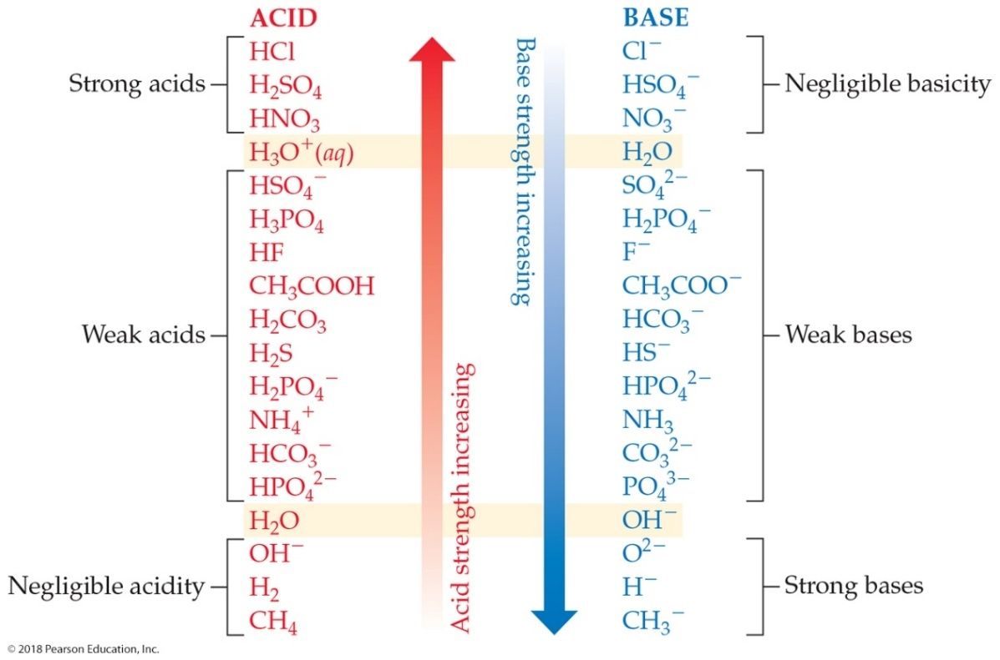 ACID BASE
HCl Cl⁻
Strong acids H₂SO₄ HSO₄⁻ Negligible basicity
HNO₃ NO₃⁻
H₃O⁺(aq) H₂O
HSO₄⁻ SO₄²⁻
H₃PO₄ H₂PO₄⁻
HF F⁻
CH₃COOH CH₃COO⁻
H₂CO₃ HCO₃⁻
Weak acids Weak bases
H₂S HS⁻
H₂PO₄⁻ HPO₄²⁻
NH₄⁺ NH₃
HCO₃⁻ CO₃²⁻
HPO₄²⁻ PO₄³⁻
H₂O OH⁻
OH⁻ O²⁻
Negligible acidity H₂ H⁻ Strong bases
CH₄ CH₃⁻
Acid strength increasing
Base strength increasing
© 2018 Pearson Education, Inc.